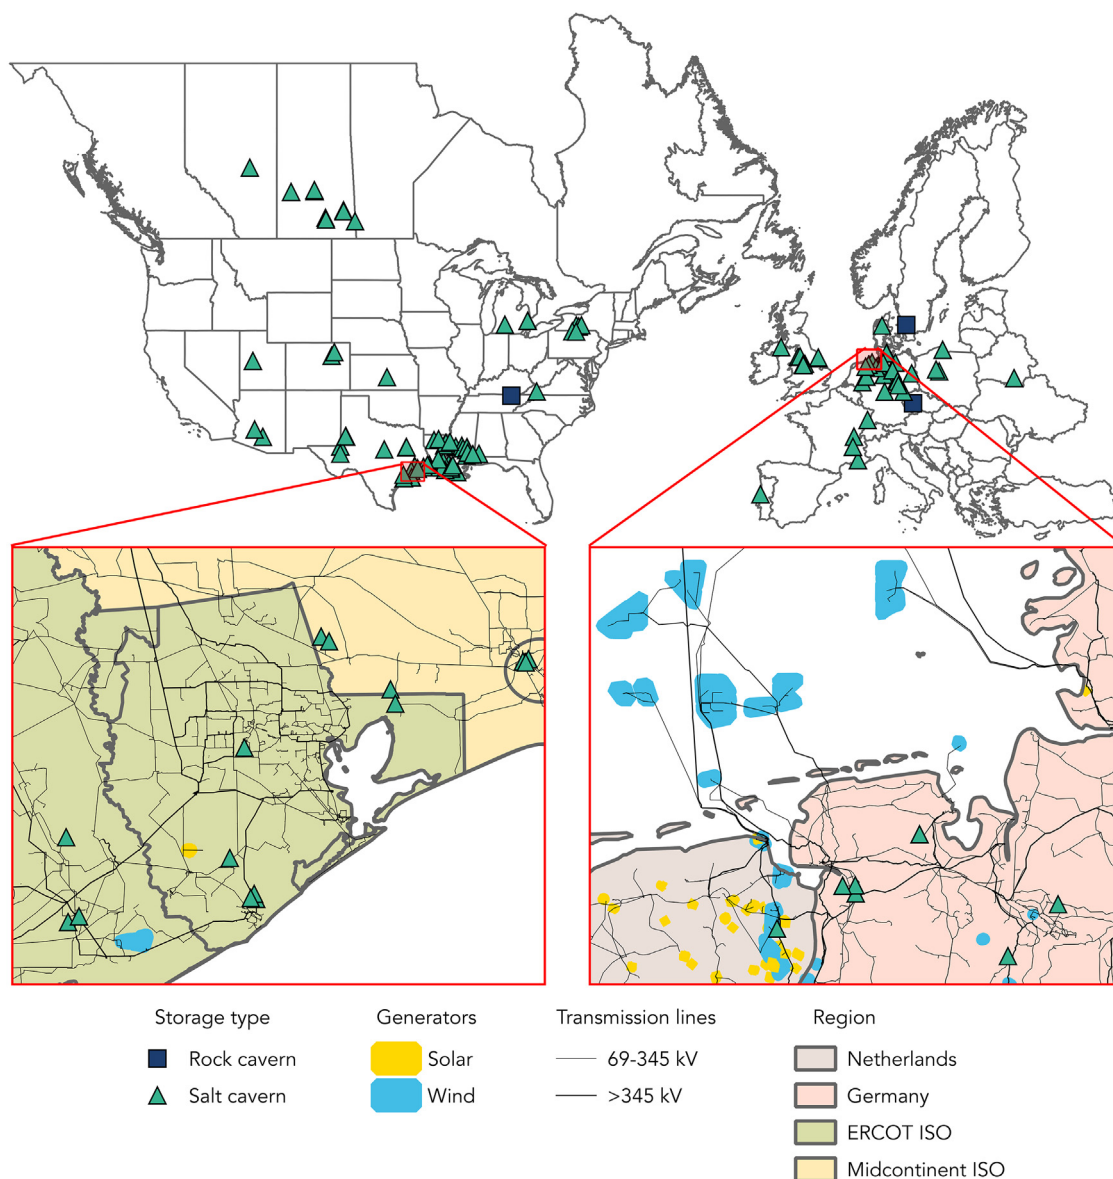 Storage type
Rock cavern
Salt cavern
Generators
Solar
Wind
Transmission lines
69-345 kV
>345 kV
Region
Netherlands
Germany
ERCOT ISO
Midcontinent ISO